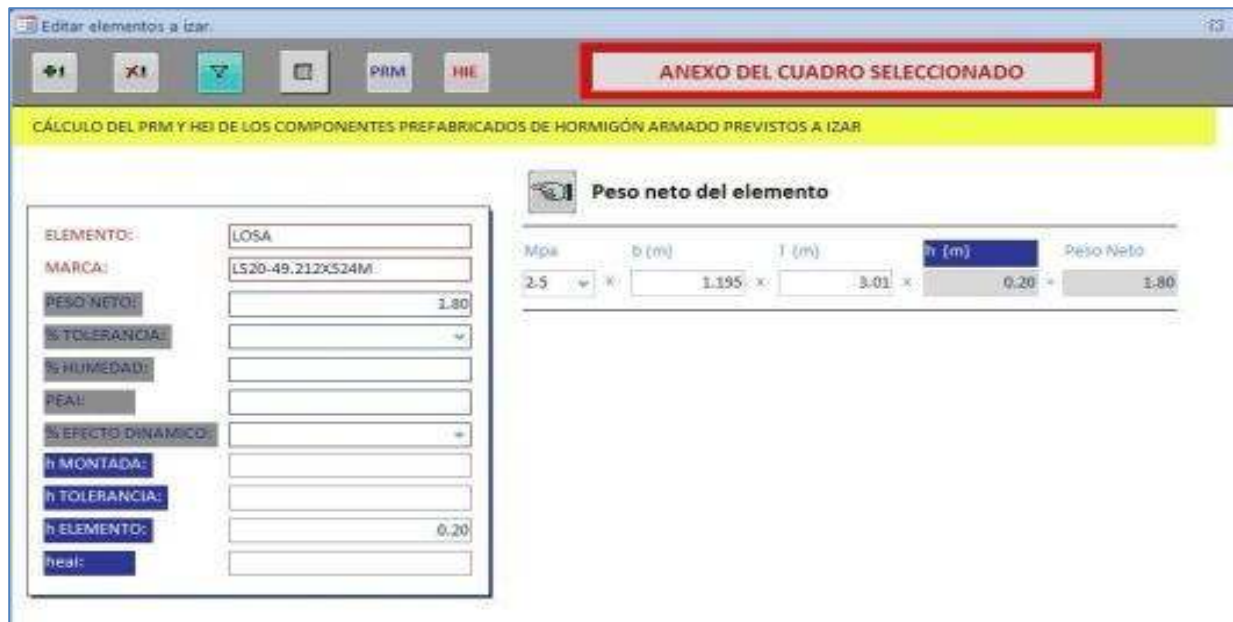 Editar elementos a izar.
PRM HIE ANEXO DEL CUADRO SELECCIONADO
CÁLCULO DEL PRM Y HEI DE LOS COMPONENTES PREFABRICADOS DE HORMIGÓN ARMADO PREVISTOS A IZAR
Peso neto del elemento
ELEMENTO: LOSA
MARCA: LS20-49.212XS24M
PESO NETO: 1.80
% TOLERANCIA:
% HUMEDAD:
PEAI:
% EFECTO DINAMICO:
h MONTADA:
h TOLERANCIA:
h ELEMENTO: 0.20
heal:
Mpa b (m) l (m) h (m) Peso Neto
2.5 x 1.195 x 3.01 x 0.20 = 1.80